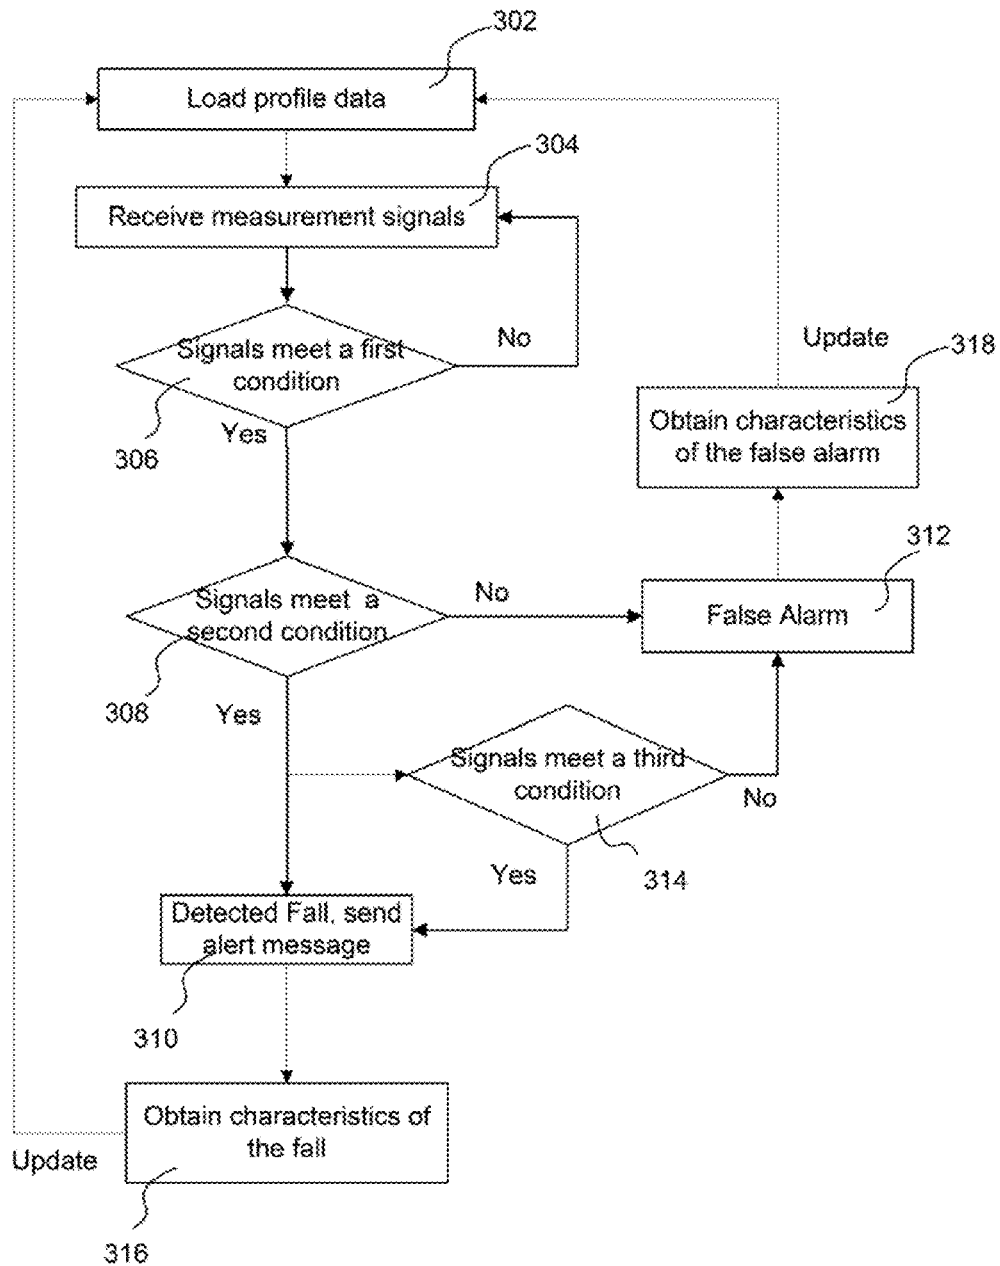 302
Load profile data
304
Receive measurement signals
Signals meet a first
condition
No
306
Yes
Update
318
Obtain characteristics
of the false alarm
312
False Alarm
Signals meet a
second condition
No
308
Yes
Signals meet a third
condition
No
314
Yes
Detected Fall, send
alert message
310
Obtain characteristics of
the fall
Update
316